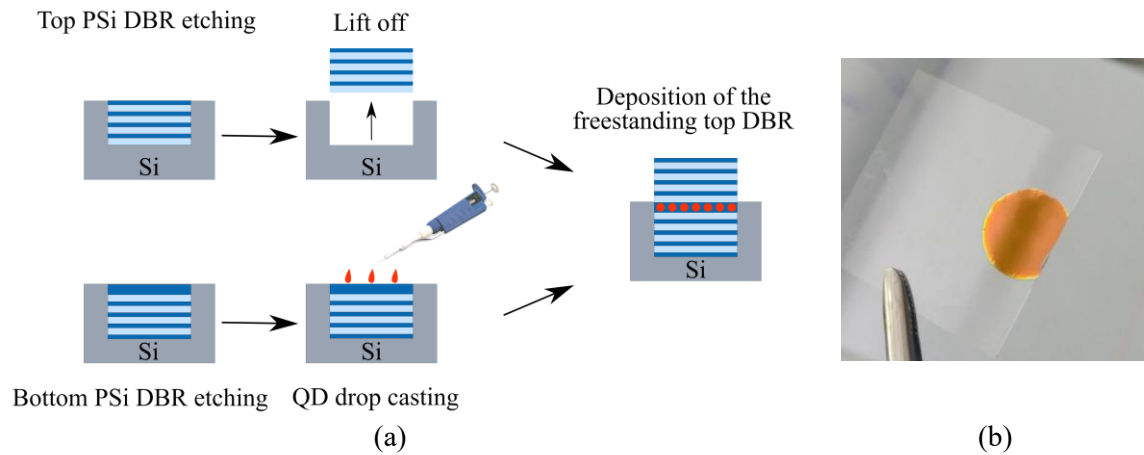 Top PSi DBR etching
Lift off
Si
Si
Deposition of the
freestanding top DBR
Si
Si
Si
Bottom PSi DBR etching
QD drop casting
(a)
(b)